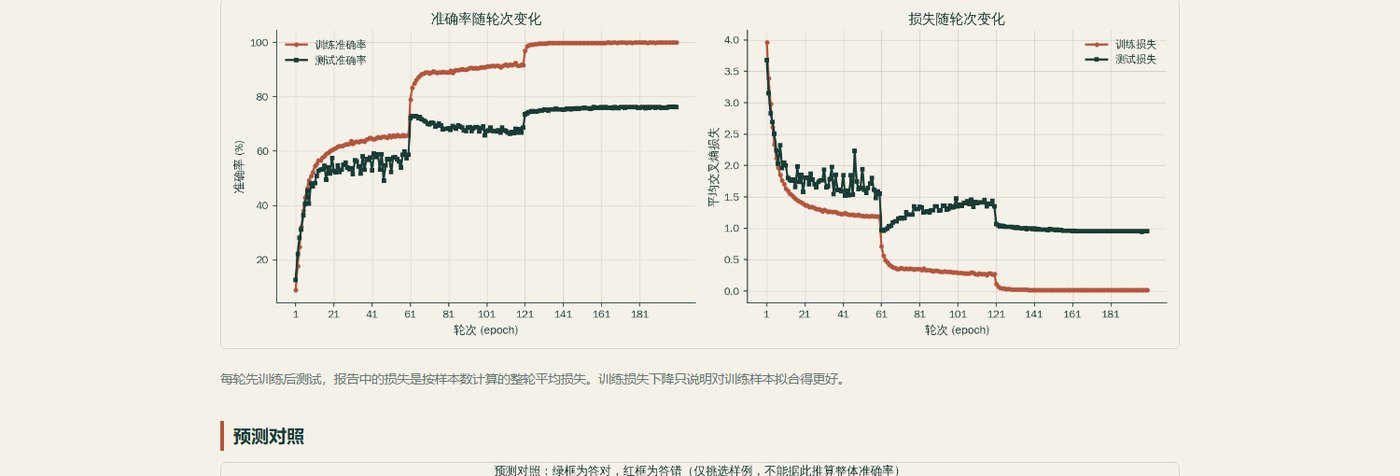 准确率随轮次变化
100
80
60
40
20
准确率 (%)
训练准确率
测试准确率
1 21 41 61 81 101 121 141 161 181
轮次 (epoch)
损失随轮次变化
4.0
3.5
3.0
2.5
2.0
1.5
1.0
0.5
0.0
平均交叉熵损失
训练损失
测试损失
1 21 41 61 81 101 121 141 161 181
轮次 (epoch)
每轮先训练后测试，报告中的损失是按样本数计算的整轮平均损失。训练损失下降只说明对训练样本拟合得更好。
预测对照
预测对照：绿框为答对，红框为答错（仅挑选样例，不能据此推算整体准确率）